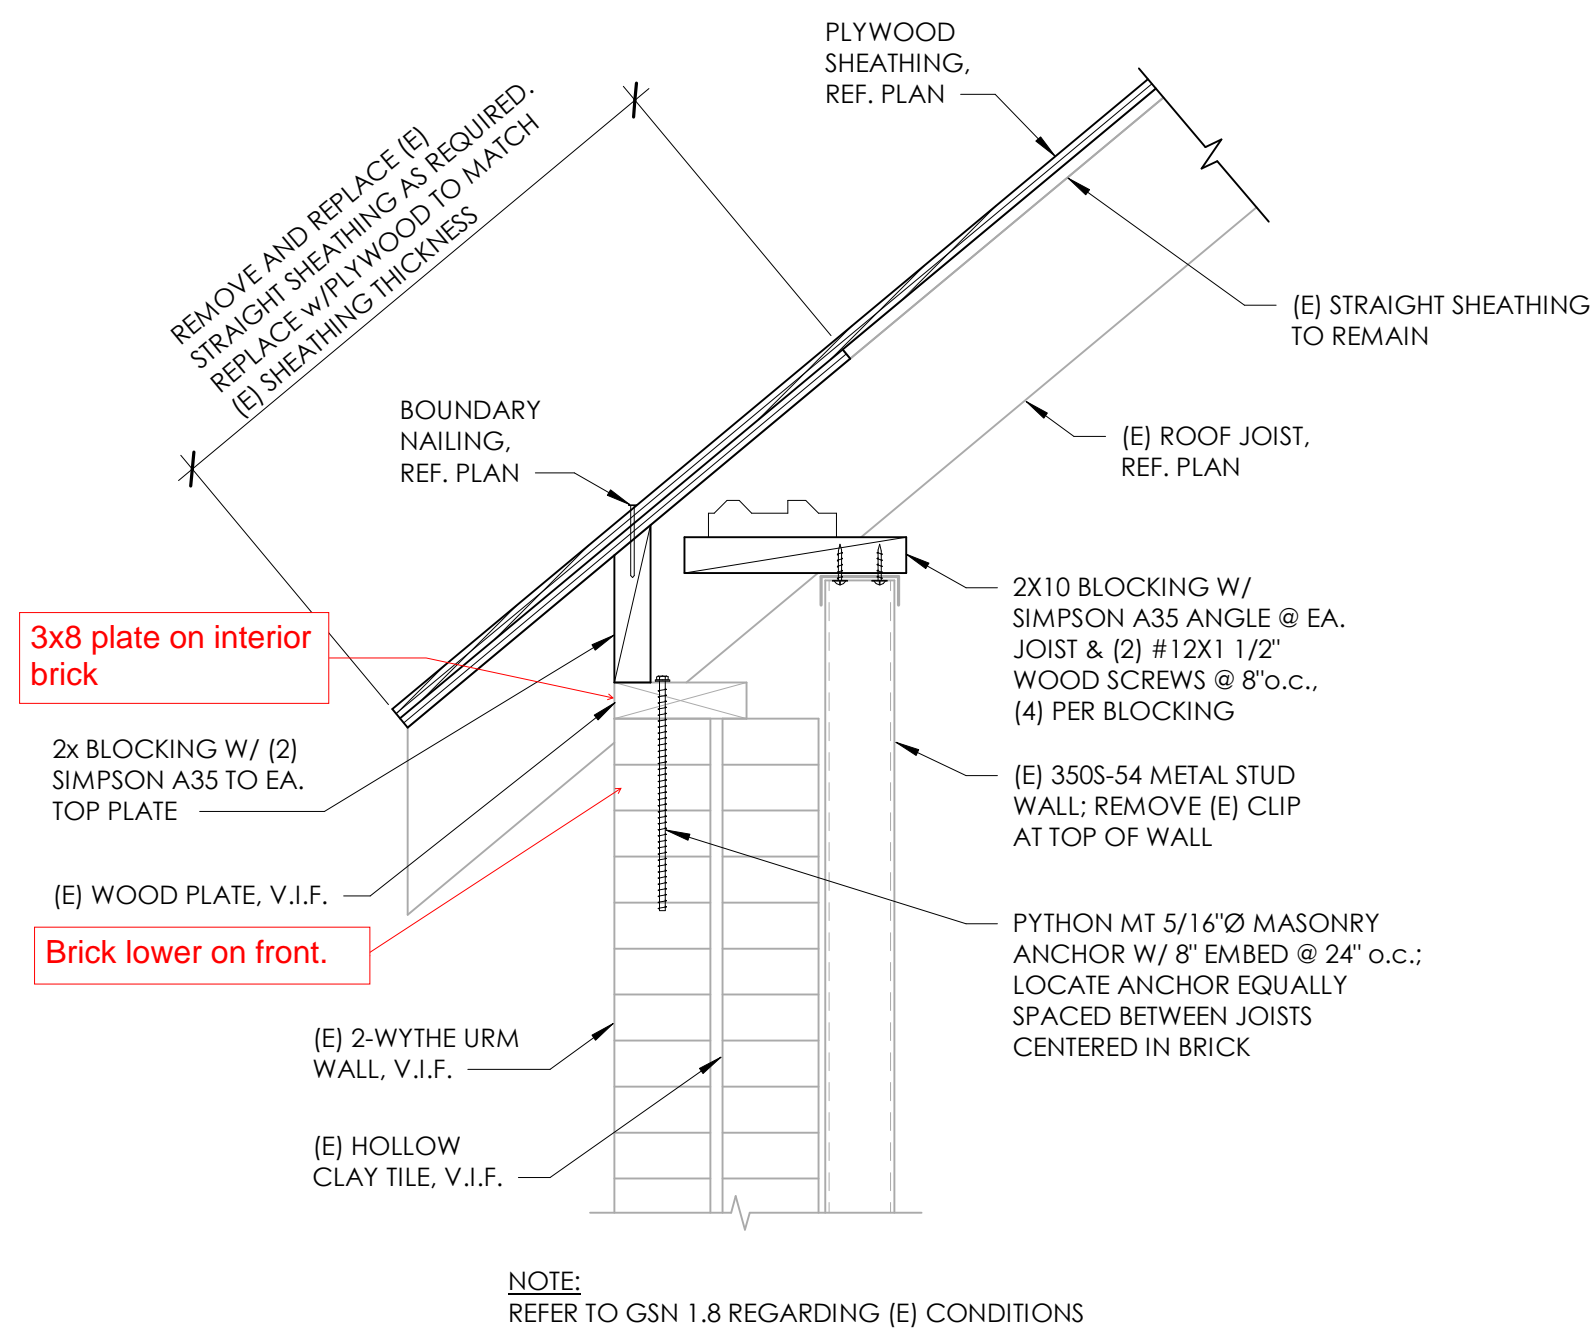 PLYWOOD
SHEATHING,
REF. PLAN
REMOVE AND REPLACE (E)
STRAIGHT SHEATHING AS REQUIRED.
REPLACE W/PLYWOOD TO MATCH
(E) SHEATHING THICKNESS
(E) STRAIGHT SHEATHING
TO REMAIN
BOUNDARY
NAILING,
REF. PLAN
(E) ROOF JOIST,
REF. PLAN
3x8 plate on interior
brick
2X10 BLOCKING W/
SIMPSON A35 ANGLE @ EA.
JOIST & (2) #12X1 1/2"
WOOD SCREWS @ 8"o.c.,
(4) PER BLOCKING
2x BLOCKING W/ (2)
SIMPSON A35 TO EA.
TOP PLATE
(E) 350S-54 METAL STUD
WALL; REMOVE (E) CLIP
AT TOP OF WALL
(E) WOOD PLATE, V.I.F.
Brick lower on front.
PYTHON MT 5/16"Ø MASONRY
ANCHOR W/ 8" EMBED @ 24" o.c.;
LOCATE ANCHOR EQUALLY
SPACED BETWEEN JOISTS
CENTERED IN BRICK
(E) 2-WYTHE URM
WALL, V.I.F.
(E) HOLLOW
CLAY TILE, V.I.F.
NOTE:
REFER TO GSN 1.8 REGARDING (E) CONDITIONS